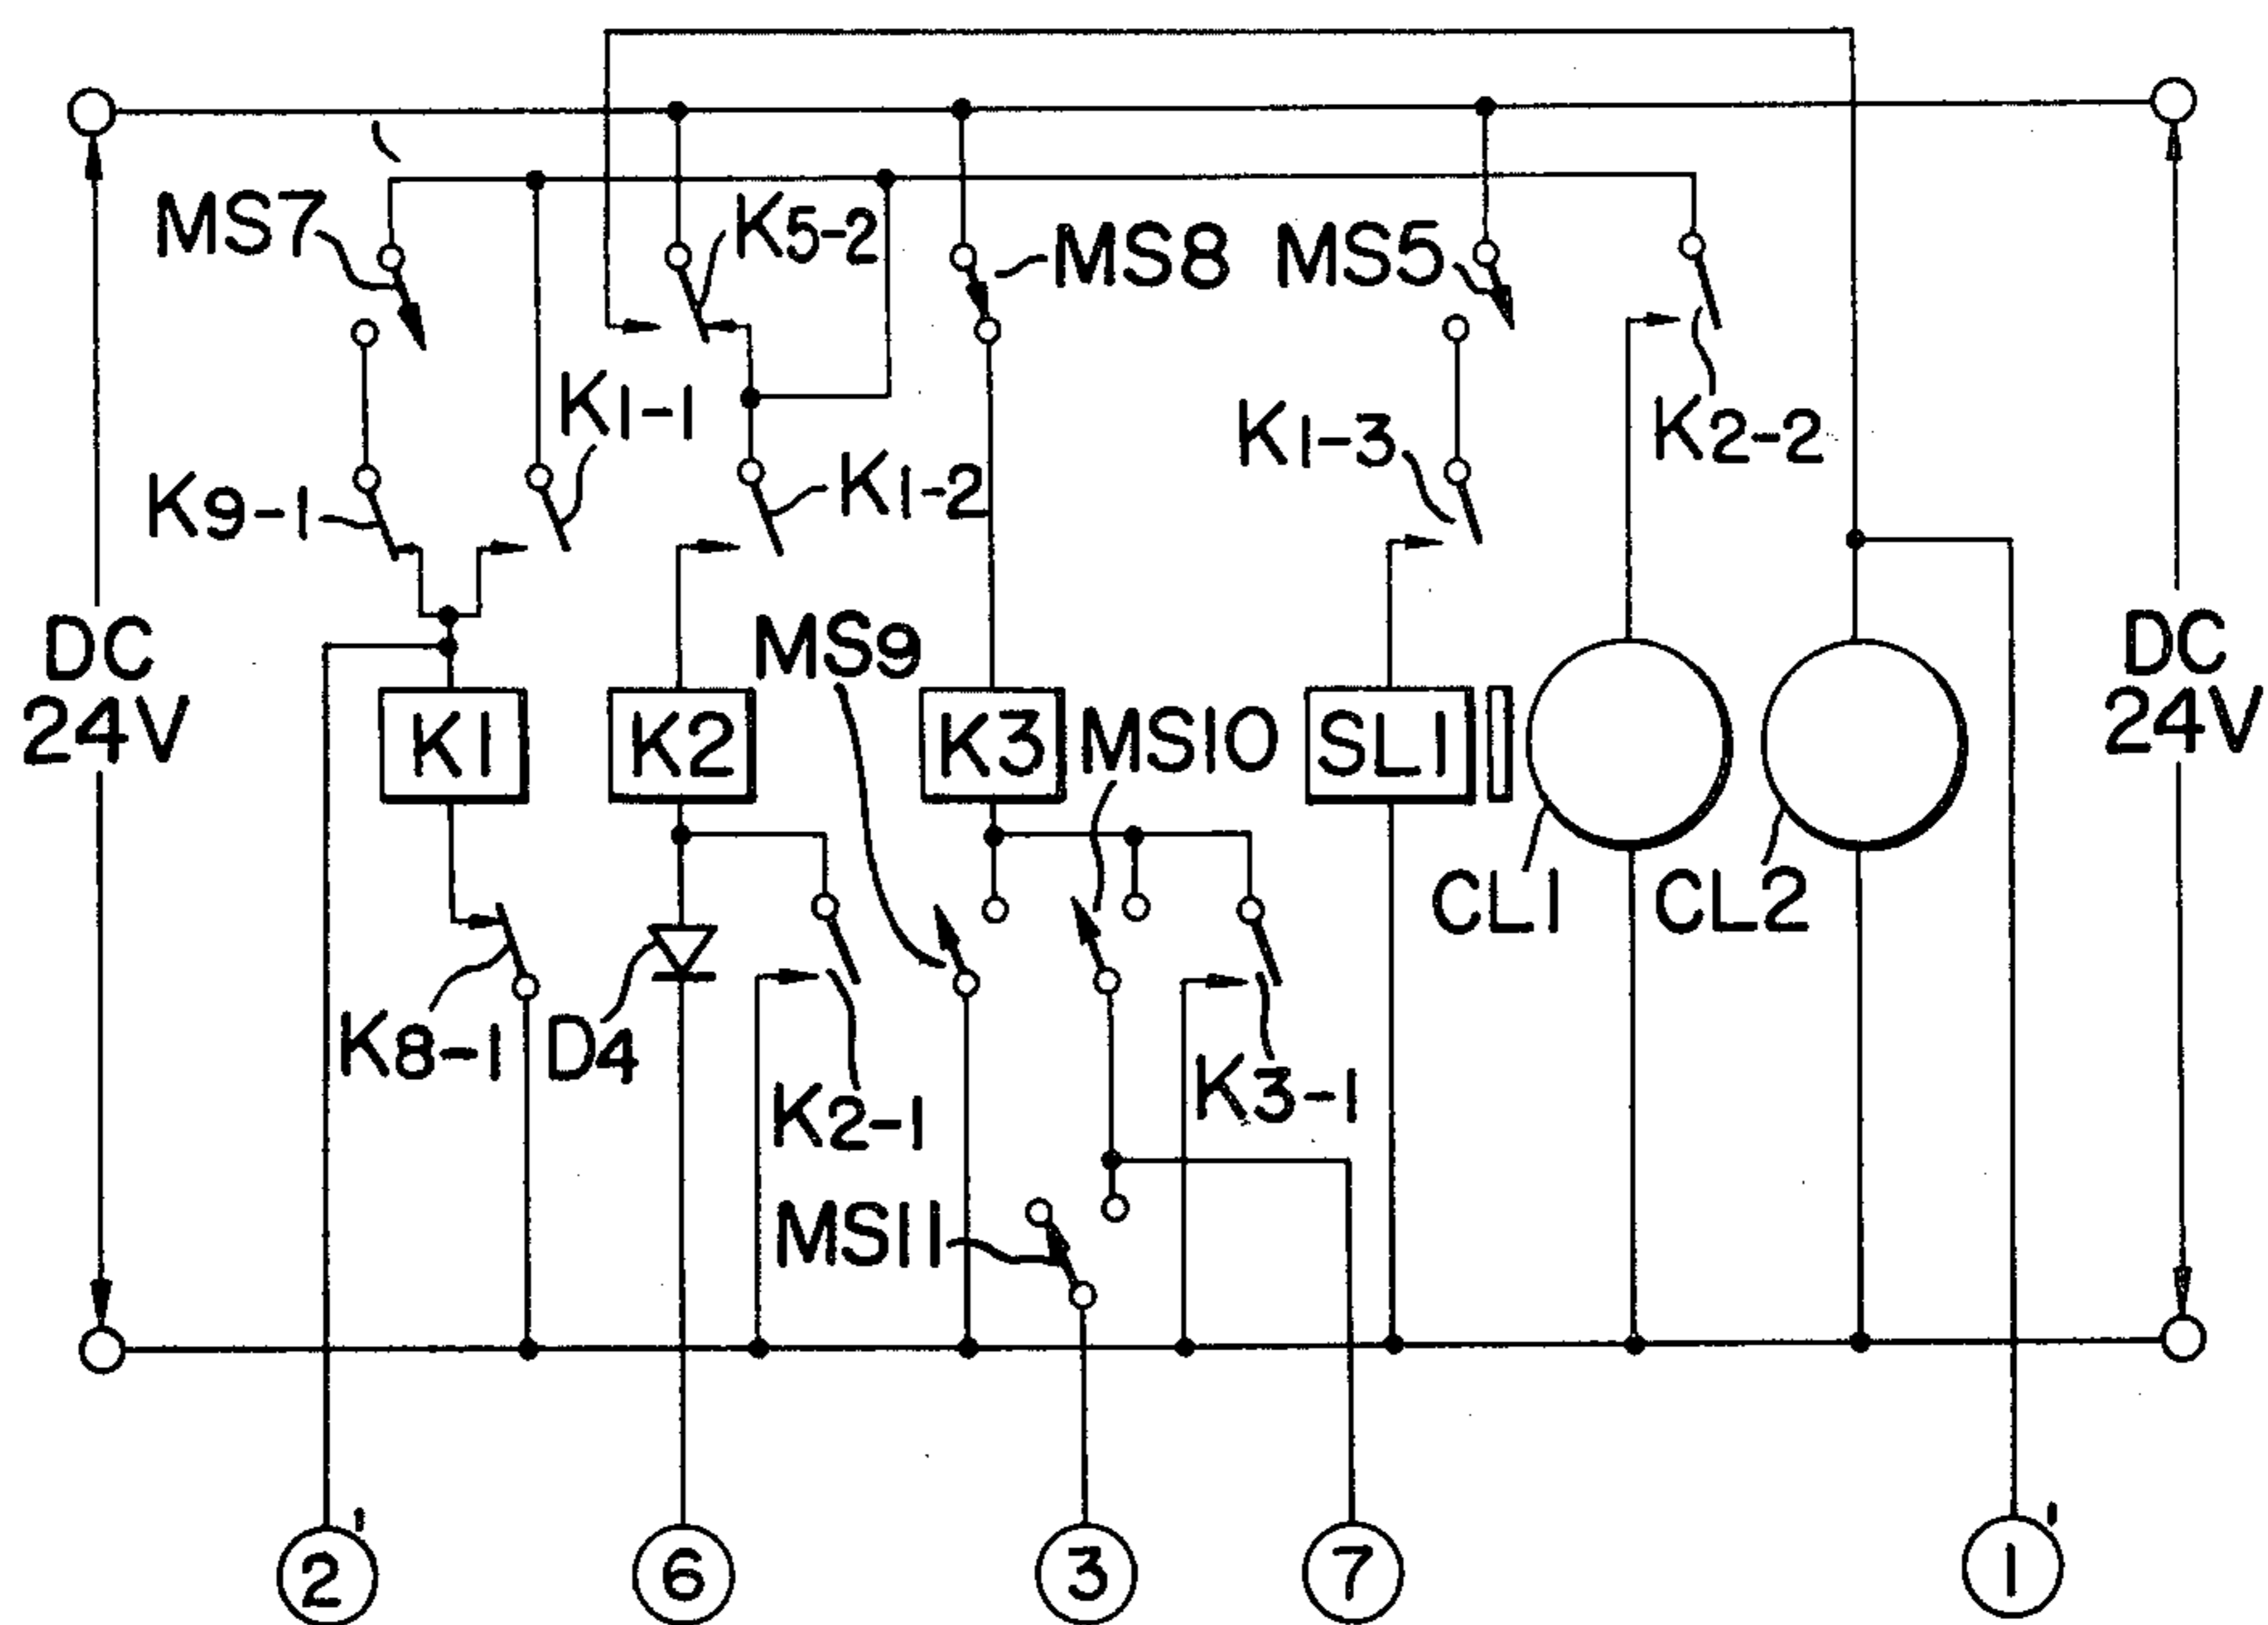 MS7
K5-2
MS8
MS5
K1-1
K1-3
K2-2
K9-1
K1-2
DC
24V
MS9
DC
24V
K1
K2
K3
MS10
SL1
CL1
CL2
K8-1
D4
K2-1
K3-1
MS11
2'
6
3
7
1'